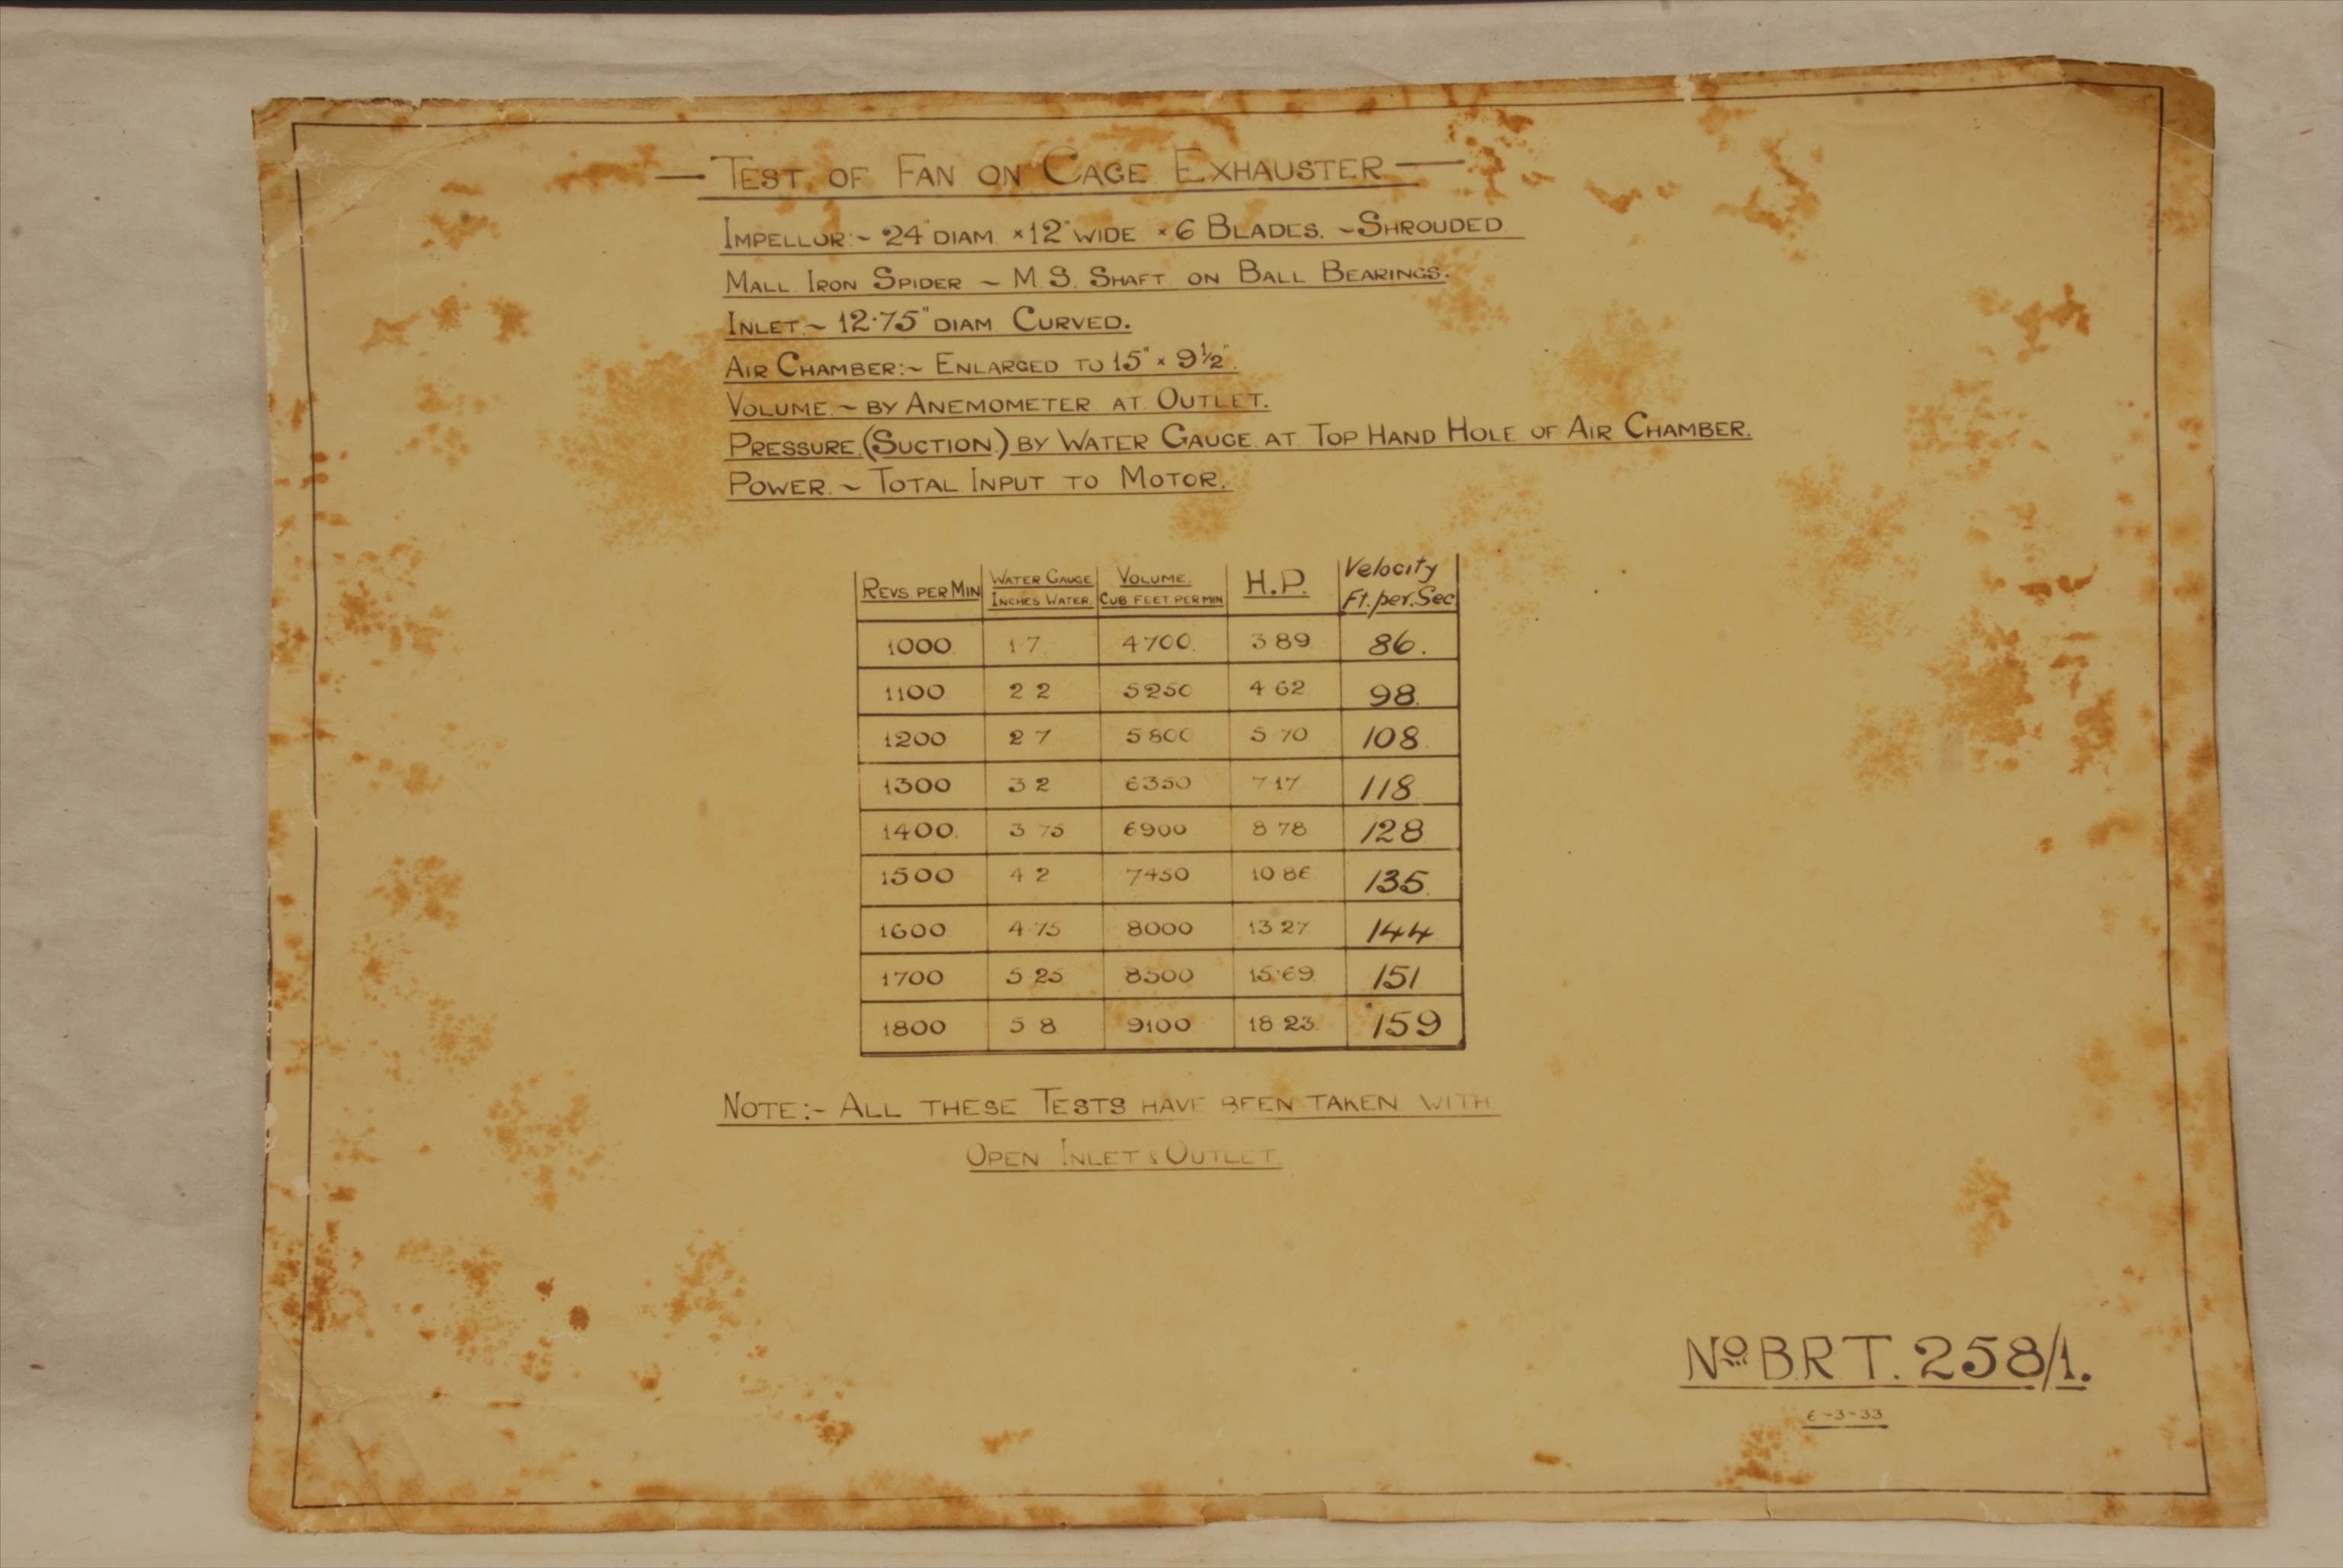 — TEST OF FAN ON CAGE EXHAUSTER —
IMPELLOR:~ 24" DIAM × 12" WIDE × 6 BLADES. ~ SHROUDED
MALL. IRON SPIDER ~ M.S. SHAFT ON BALL BEARINGS.
INLET.~ 12·75" DIAM CURVED.
AIR CHAMBER:~ ENLARGED TO 15" × 9½".
VOLUME.~ BY ANEMOMETER AT OUTLET.
PRESSURE.(SUCTION.) BY WATER GAUGE AT TOP HAND HOLE OF AIR CHAMBER.
POWER.~ TOTAL INPUT TO MOTOR.
REVS. PER MIN WATER GAUGE INCHES WATER. VOLUME. CUB FEET PER MIN H.P. Velocity Ft. per. Sec.
1000. 1·7 4700. 3·89 86.
1100 2·2 5250 4·62 98.
1200 2·7 5800 5·70 108.
1300 3·2 6350 7·17 118
1400. 3·75 6900 8·78 128
1500 4·2 7450 10·86 135.
1600 4·75 8000 13·27 144
1700 5·25 8500 15·69 151
1800 5·8 9100 18·23 159
NOTE:- ALL THESE TESTS HAVE BEEN TAKEN WITH
OPEN INLET & OUTLET.
No. B.R.T. 258/1.
6-3-33